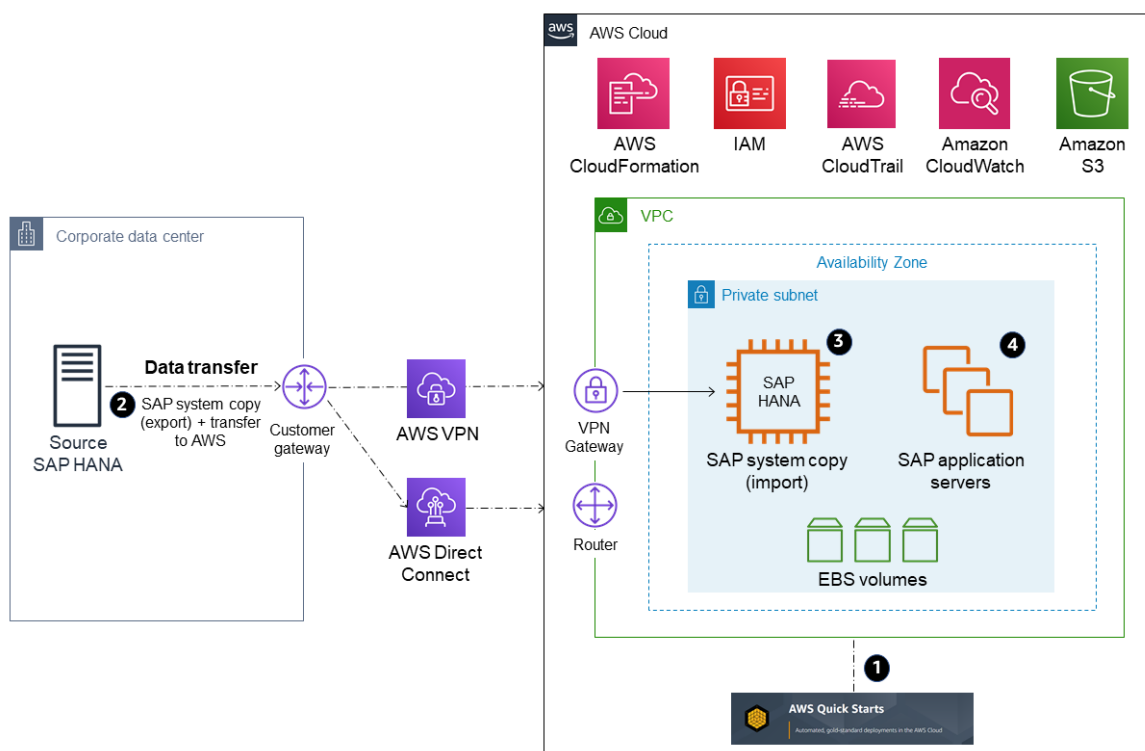 aws
AWS Cloud
AWS
CloudFormation
IAM
AWS
CloudTrail
Amazon
CloudWatch
Amazon
S3
Corporate data center
VPC
Availability Zone
Private subnet
Data transfer
2
SAP system copy
(export) + transfer
to AWS
Source
SAP HANA
Customer
gateway
AWS VPN
AWS Direct
Connect
VPN
Gateway
Router
3
SAP
HANA
SAP system copy
(import)
4
SAP application
servers
EBS volumes
1
AWS Quick Starts
Automated, gold-standard deployments in the AWS Cloud